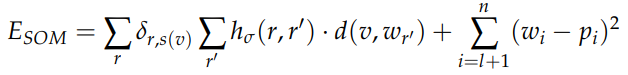 E_{SOM} = \sum_{r} \delta_{r,s(v)} \sum_{r'} h_\sigma(r, r') \cdot d(v, w_{r'}) + \sum_{i=l+1}^{n} (w_i - p_i)^2